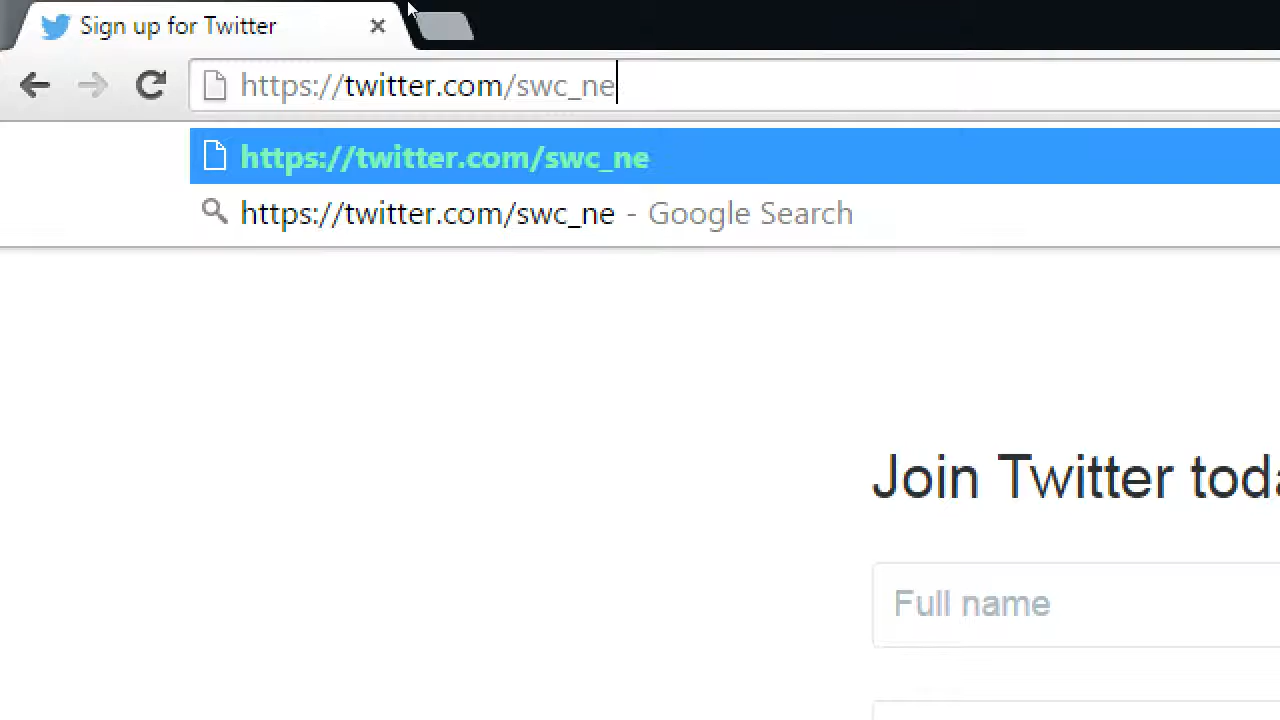 Sign up for Twitter
https://twitter.com/swc_ne
https://twitter.com/swc_ne
https://twitter.com/swc_ne - Google Search
Join Twitter toda
Full name